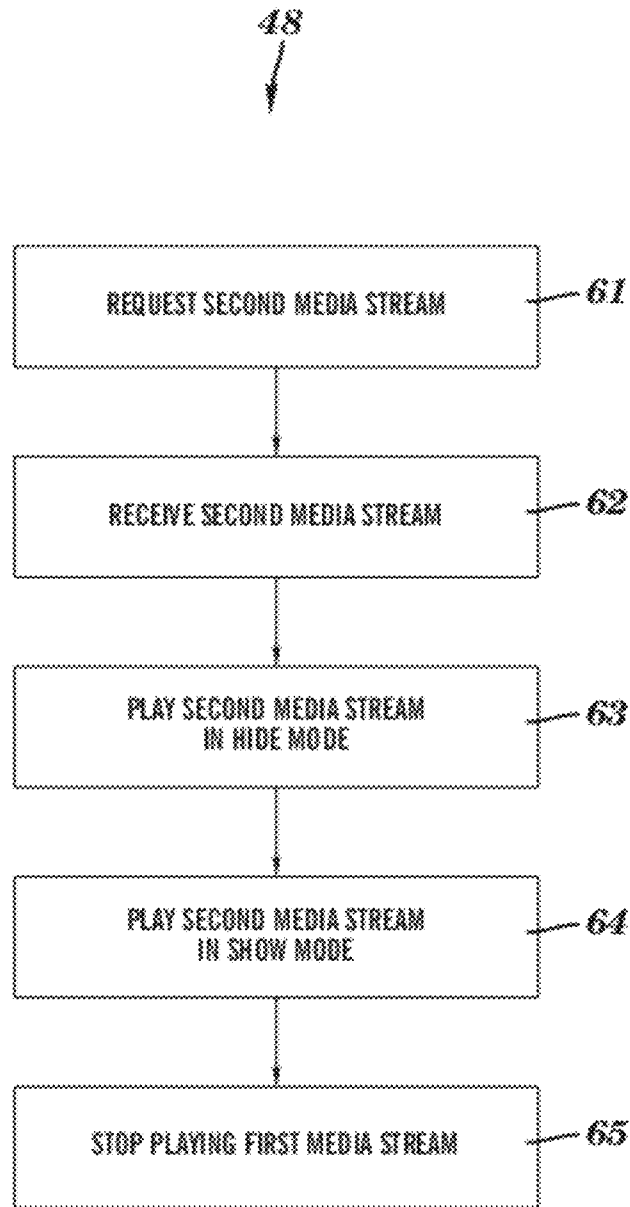 48
REQUEST SECOND MEDIA STREAM
61
RECEIVE SECOND MEDIA STREAM
62
PLAY SECOND MEDIA STREAM
IN HIDE MODE
63
PLAY SECOND MEDIA STREAM
IN SHOW MODE
64
STOP PLAYING FIRST MEDIA STREAM
65